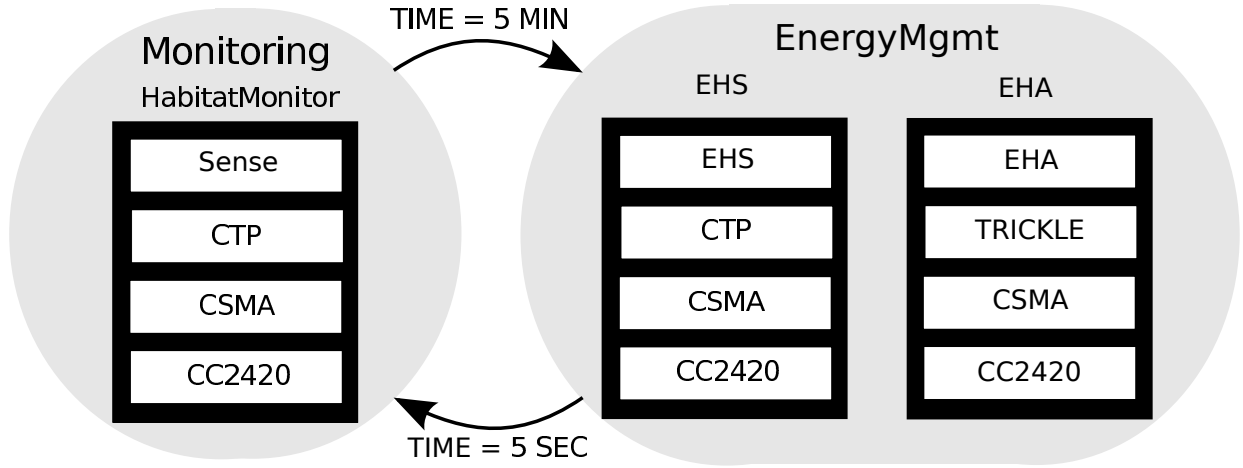 TIME = 5 MIN
Monitoring
HabitatMonitor
Sense
CTP
CSMA
CC2420
EnergyMgmt
EHS
EHS
CTP
CSMA
CC2420
EHA
EHA
TRICKLE
CSMA
CC2420
TIME = 5 SEC